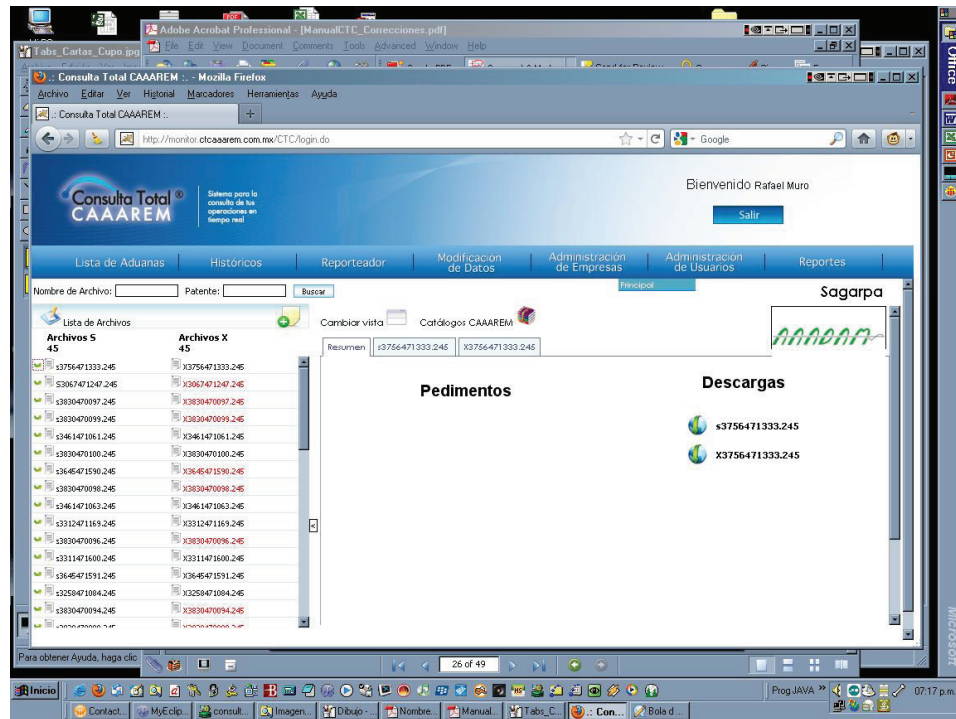 Adobe Acrobat Professional - [ManualCTC_Correcciones.pdf]
File Edit View Document Comments Tools Advanced Window Help
Tabs_Cartas_Cupo.jpg
.: Consulta Total CAAAREM :. - Mozilla Firefox
Archivo Editar Ver Historial Marcadores Herramientas Ayuda
.: Consulta Total CAAAREM :.
http://monitor.ctcaaarem.com.mx/CTC/login.do
Google
Consulta Total ®
CAAAREM
Sistema para la
consulta de tus
operaciones en
tiempo real
Bienvenido Rafael Muro
Salir
Lista de Aduanas Históricos Reporteador Modificación de Datos Administración de Empresas Administración de Usuarios Reportes
Principal
Nombre de Archivo: Patente: Buscar
Sagarpa
Lista de Archivos
Cambiar vista Catálogos CAAAREM
Archivos S Archivos X
45 45
Resumen s3756471333.245 X3756471333.245
Pedimentos
Descargas
s3756471333.245
X3756471333.245
s3756471333.245 X3756471333.245
S3067471247.245 X3067471247.245
s3830470097.245 X3830470097.245
s3830470099.245 X3830470099.245
s3461471061.245 X3461471061.245
s3830470100.245 X3830470100.245
s3645471590.245 X3645471590.245
s3830470098.245 X3830470098.245
s3461471063.245 X3461471063.245
s3312471169.245 X3312471169.245
s3830470096.245 X3830470096.245
s3311471600.245 X3311471600.245
s3645471591.245 X3645471591.245
s3258471084.245 X3258471084.245
s3830470094.245 X3830470094.245
Para obtener Ayuda, haga clic
26 of 49
Office
Microsoft
Inicio
Prog JAVA »
07:17 p.m.
Contact... MyEclip... consult... Imagen... Dibujo - ... Nombre... Manual... Tabs_C... .: Con... Bola d ...